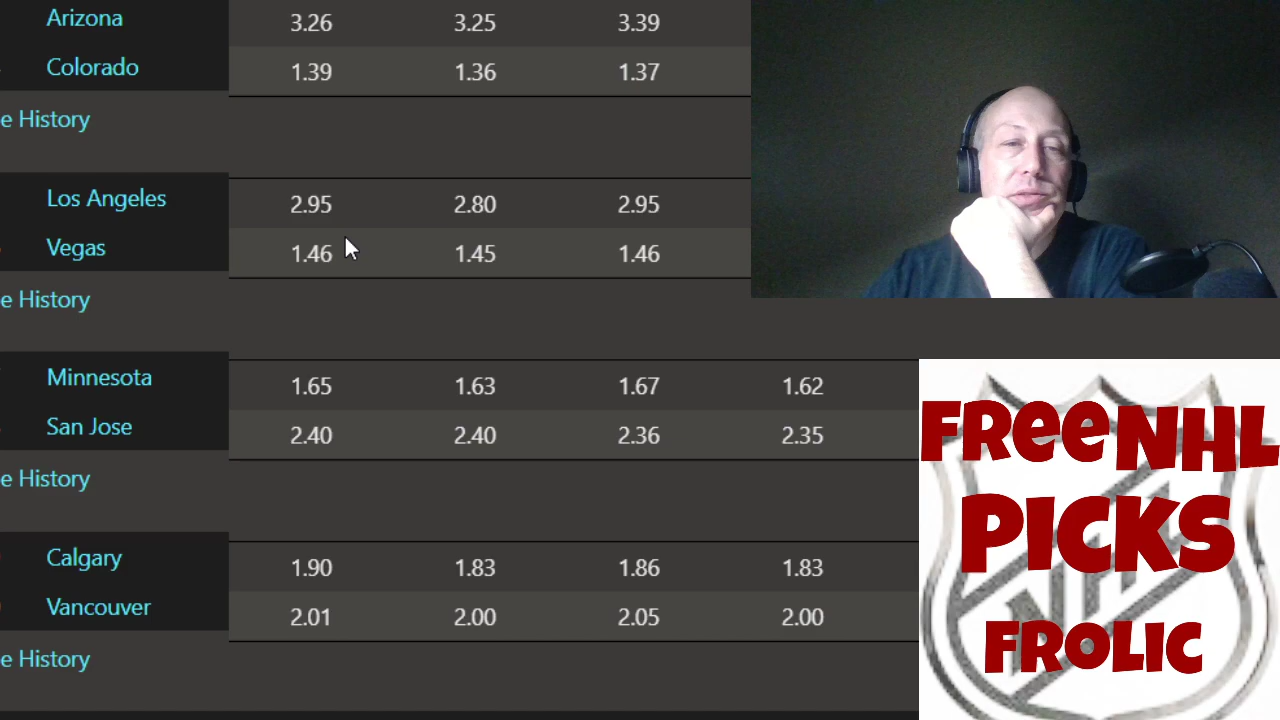 Arizona 3.26 3.25 3.39
Colorado 1.39 1.36 1.37
e History
Los Angeles 2.95 2.80 2.95
Vegas 1.46 1.45 1.46
e History
Minnesota 1.65 1.63 1.67 1.62
San Jose 2.40 2.40 2.36 2.35
e History
Calgary 1.90 1.83 1.86 1.83
Vancouver 2.01 2.00 2.05 2.00
e History
FReeNHL
PICKS
FROLIC
NHL